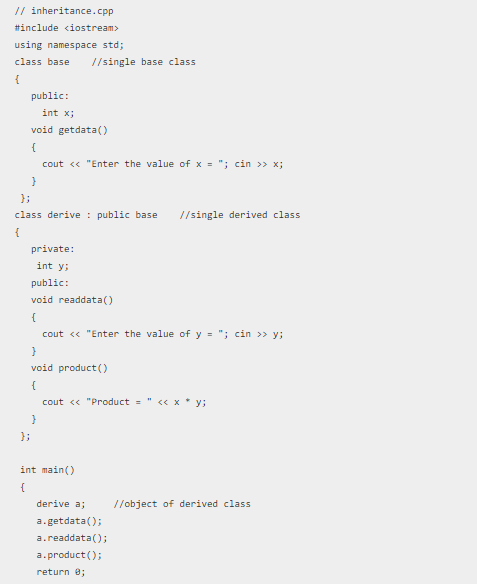 // inheritance.cpp
#include <iostream>
using namespace std;
class base    //single base class
{
   public:
     int x;
   void getdata()
   {
     cout << "Enter the value of x = "; cin >> x;
   }
 };
class derive : public base    //single derived class
{
   private:
    int y;
   public:
   void readdata()
   {
     cout << "Enter the value of y = "; cin >> y;
   }
   void product()
   {
     cout << "Product = " << x * y;
   }
 };

 int main()
 {
    derive a;     //object of derived class
    a.getdata();
    a.readdata();
    a.product();
    return 0;